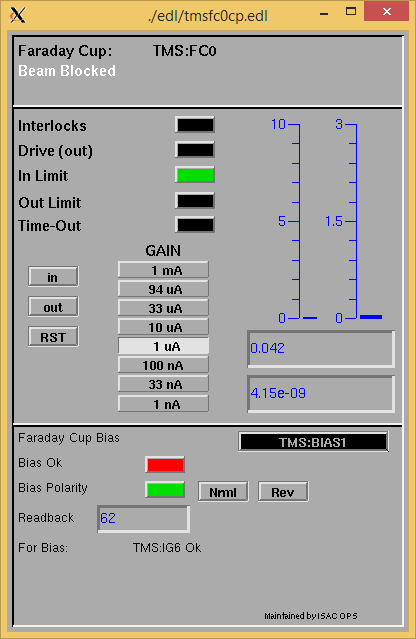 ./edl/tmsfc0cp.edl
Faraday Cup: TMS:FC0
Beam Blocked
Interlocks
Drive (out)
In Limit
Out Limit
Time-Out
10 3
5 1.5
0 0
GAIN
1 mA
94 uA
33 uA
10 uA
1 uA
100 nA
33 nA
1 nA
in
out
RST
0.042
4.15e-09
Faraday Cup Bias TMS:BIAS1
Bias Ok
Bias Polarity Nrml Rev
Readback 62
For Bias: TMS:IG6 Ok
Maintained by ISAC OPS